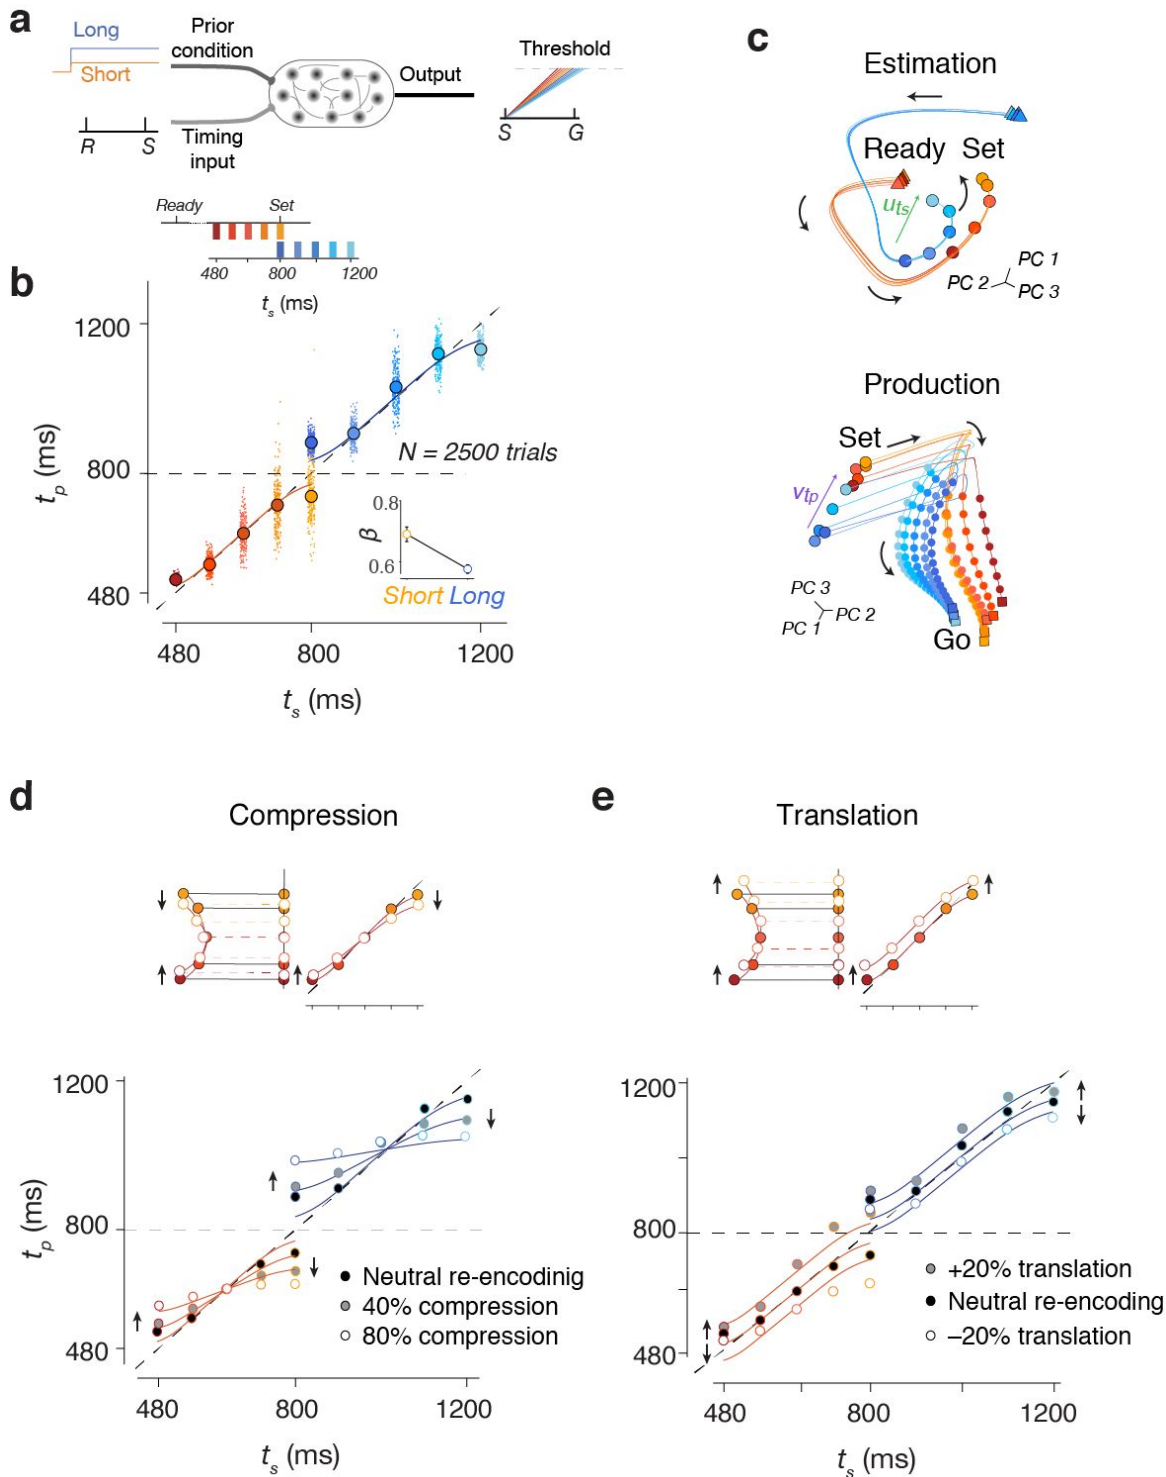 a
Long
Short
R
S
Prior
condition
Timing
input
Output
Threshold
S
G
Ready
Set
480
800
1200
t_s (ms)
b
1200
800
480
t_p (ms)
N = 2500 trials
β
0.8
0.6
Short Long
480
800
1200
t_s (ms)
c
Estimation
Ready
Set
u_ts
PC 1
PC 2
PC 3
Production
Set
v_tp
PC 3
PC 2
PC 1
Go
d
Compression
1200
800
480
t_p (ms)
Neutral re-encodinig
40% compression
80% compression
480
800
1200
t_s (ms)
e
Translation
1200
800
480
+20% translation
Neutral re-encoding
–20% translation
480
800
1200
t_s (ms)